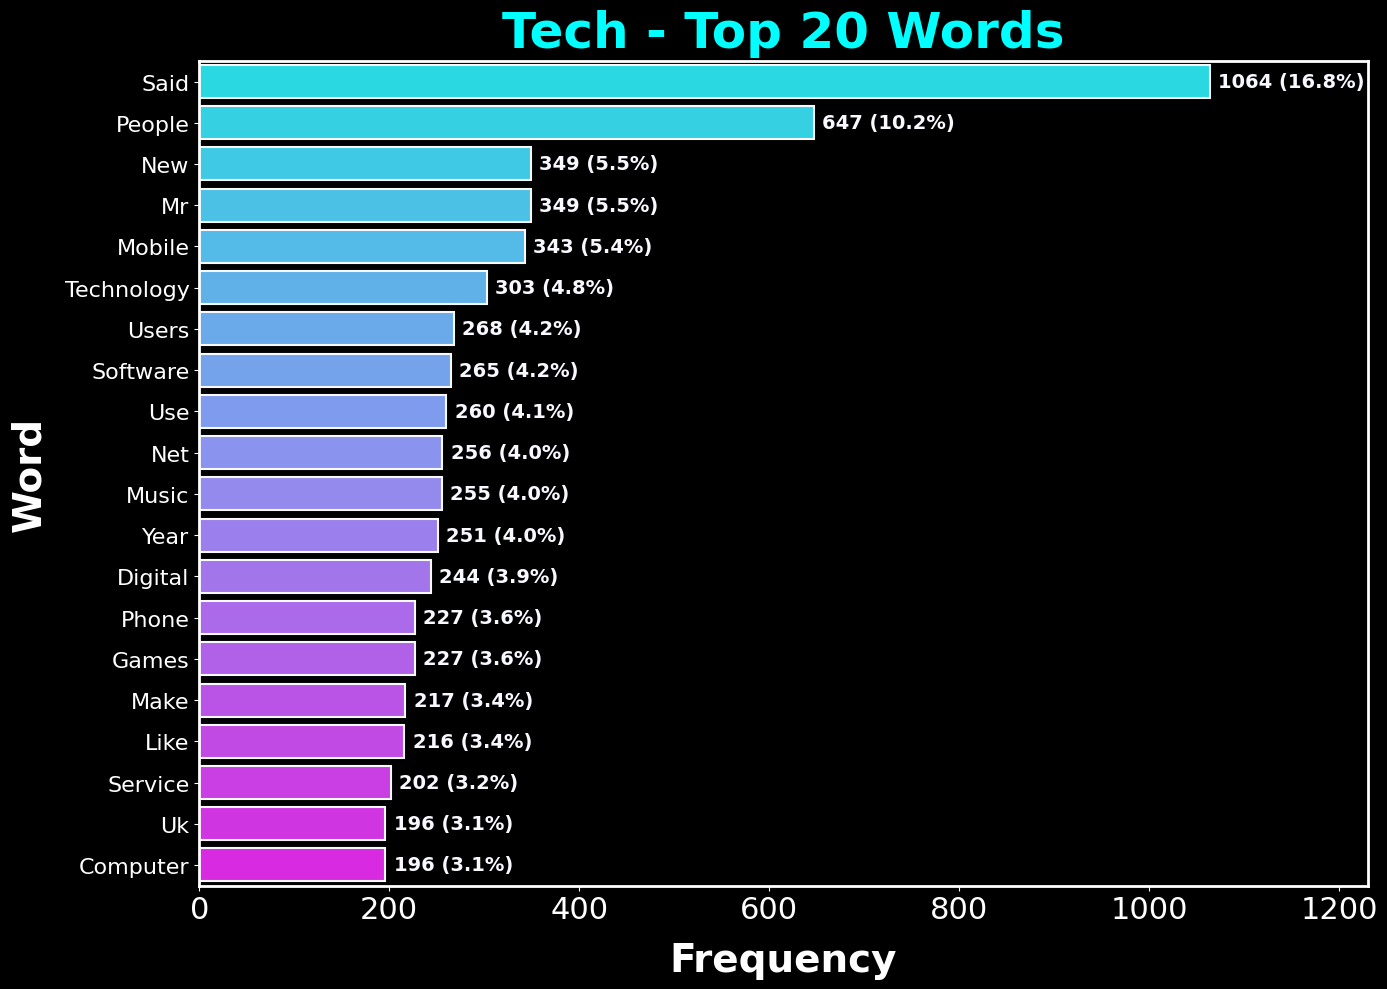 Tech - Top 20 Words
Said 1064 (16.8%)
People 647 (10.2%)
New 349 (5.5%)
Mr 349 (5.5%)
Mobile 343 (5.4%)
Technology 303 (4.8%)
Users 268 (4.2%)
Software 265 (4.2%)
Use 260 (4.1%)
Net 256 (4.0%)
Music 255 (4.0%)
Year 251 (4.0%)
Digital 244 (3.9%)
Phone 227 (3.6%)
Games 227 (3.6%)
Make 217 (3.4%)
Like 216 (3.4%)
Service 202 (3.2%)
Uk 196 (3.1%)
Computer 196 (3.1%)
Word
0 200 400 600 800 1000 1200
Frequency